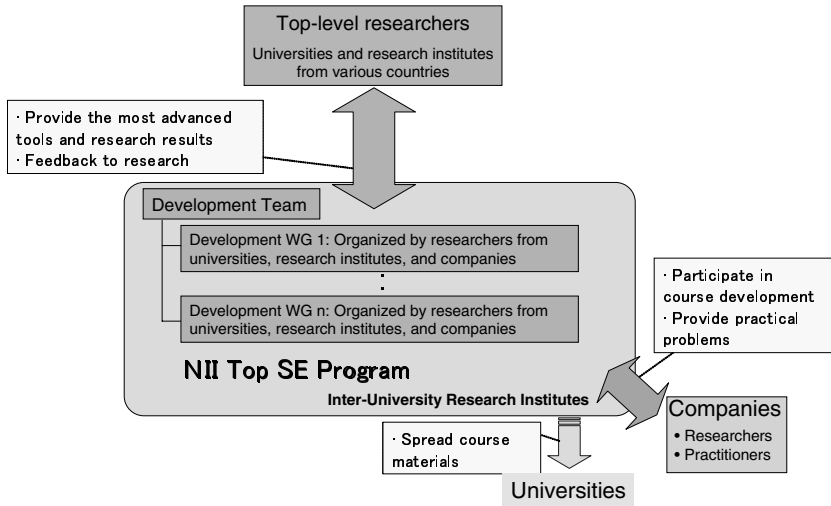 Top-level researchers
Universities and research institutes
from various countries
· Provide the most advanced
tools and research results
· Feedback to research
Development Team
Development WG 1: Organized by researchers from
universities, research institutes, and companies
:
Development WG n: Organized by researchers from
universities, research institutes, and companies
· Participate in
course development
· Provide practical
problems
NII Top SE Program
Inter-University Research Institutes
Companies
• Researchers
• Practitioners
· Spread course
materials
Universities